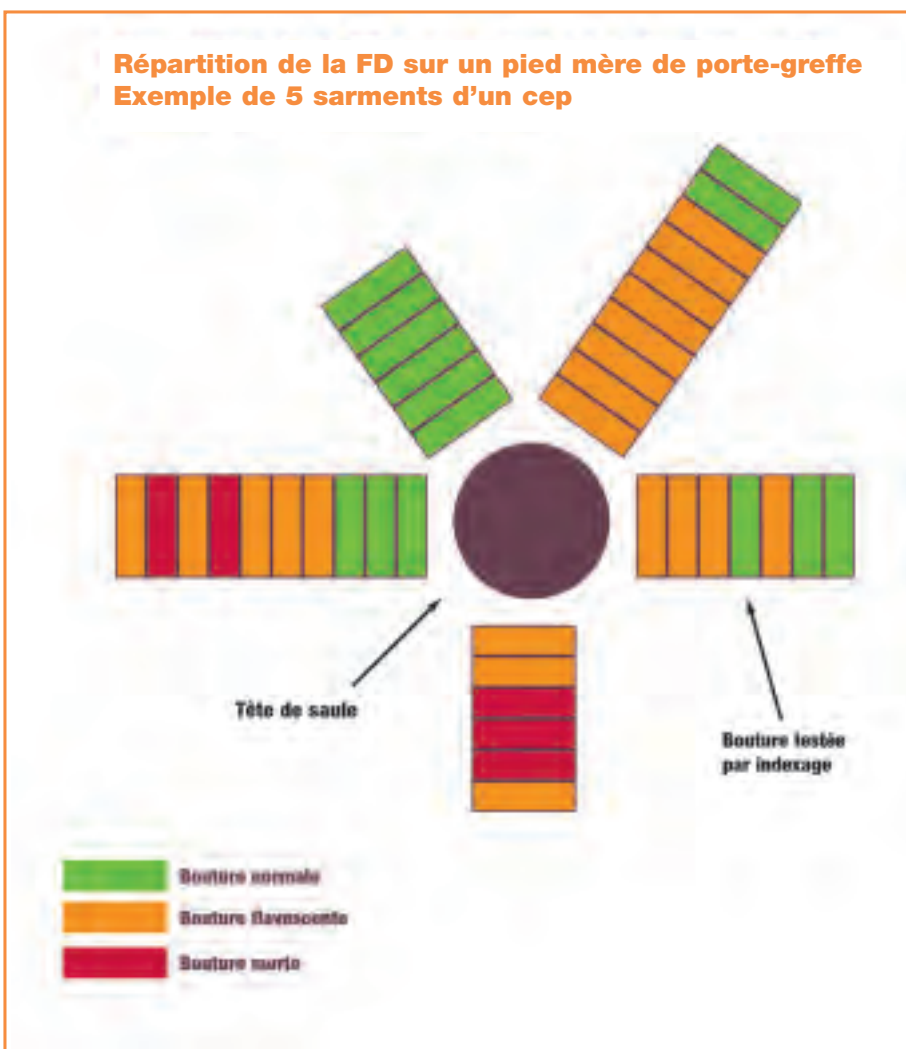 Répartition de la FD sur un pied mère de porte-greffe
Exemple de 5 sarments d'un cep
Tête de saule
Bouture testée
par indexage
Bouture normale
Bouture flavescente
Bouture morte